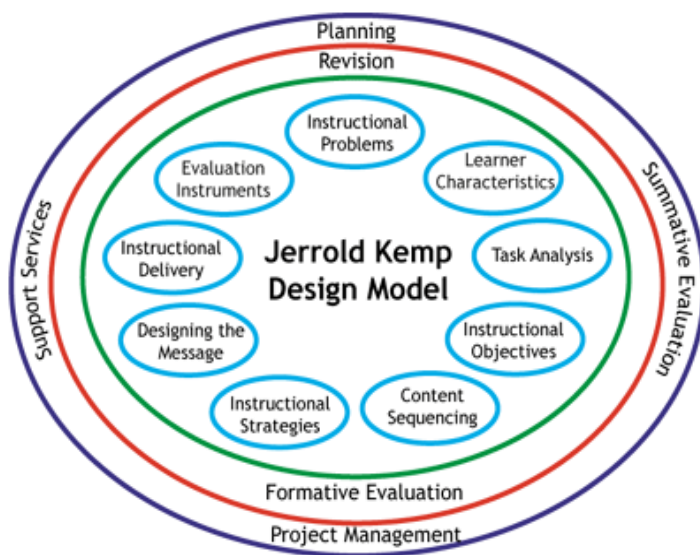 Planning
Revision
Instructional
Problems
Learner
Characteristics
Task Analysis
Instructional
Objectives
Content
Sequencing
Instructional
Strategies
Designing the
Message
Instructional
Delivery
Evaluation
Instruments
Jerrold Kemp
Design Model
Support Services
Summative Evaluation
Formative Evaluation
Project Management